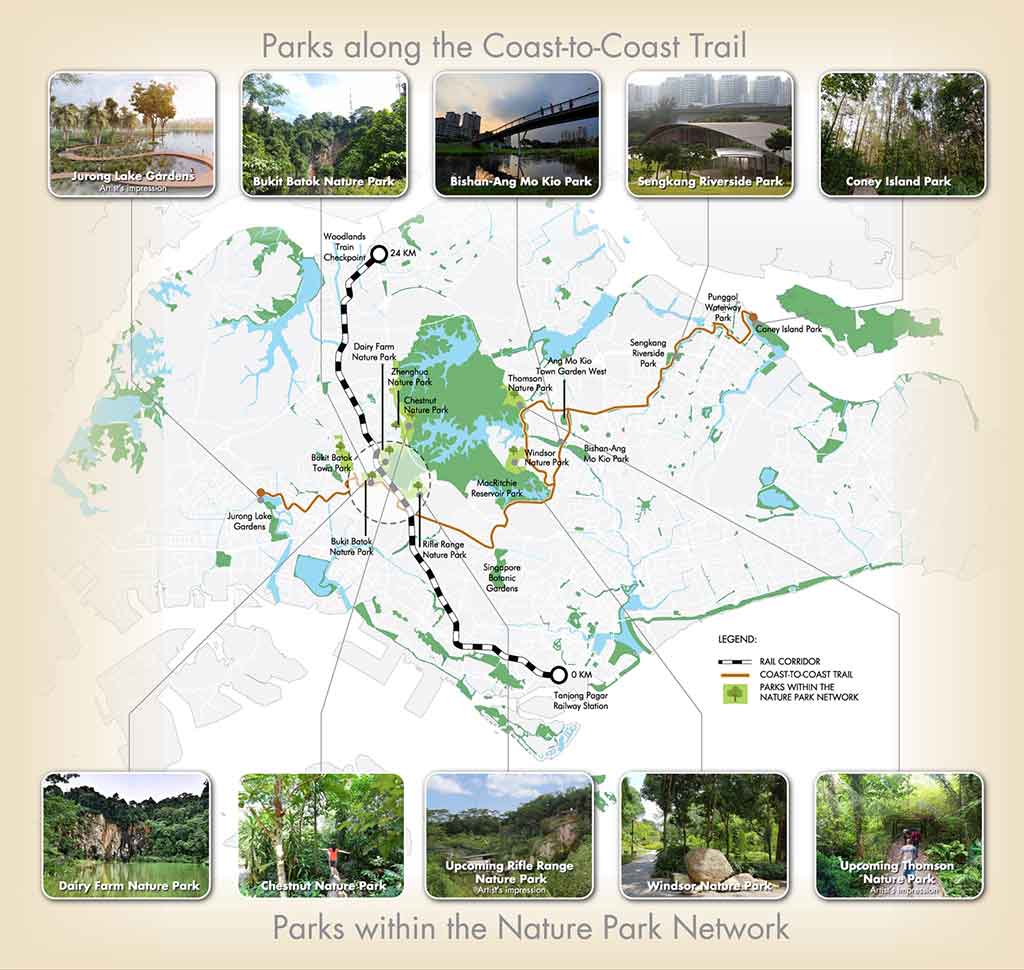 Parks along the Coast-to-Coast Trail
Jurong Lake Gardens
Artist's impression
Bukit Batok Nature Park
Bishan-Ang Mo Kio Park
Sengkang Riverside Park
Coney Island Park
Woodlands
Train
Checkpoint
24 KM
Punggol
Waterway
Park
Coney Island Park
Dairy Farm
Nature Park
Sengkang
Riverside
Park
Zhenghua
Nature Park
Ang Mo Kio
Town Garden West
Thomson
Nature Park
Chestnut
Nature Park
Bukit Batok
Town Park
Windsor
Nature Park
Bishan-Ang
Mo Kio Park
MacRitchie
Reservoir Park
Jurong Lake
Gardens
Bukit Batok
Nature Park
Rifle Range
Nature Park
Singapore
Botanic
Gardens
LEGEND:
RAIL CORRIDOR
COAST-TO-COAST TRAIL
PARKS WITHIN THE
NATURE PARK NETWORK
0 KM
Tanjong Pagar
Railway Station
Dairy Farm Nature Park
Chestnut Nature Park
Upcoming Rifle Range
Nature Park
Artist's impression
Windsor Nature Park
Upcoming Thomson
Nature Park
Artist's impression
Parks within the Nature Park Network